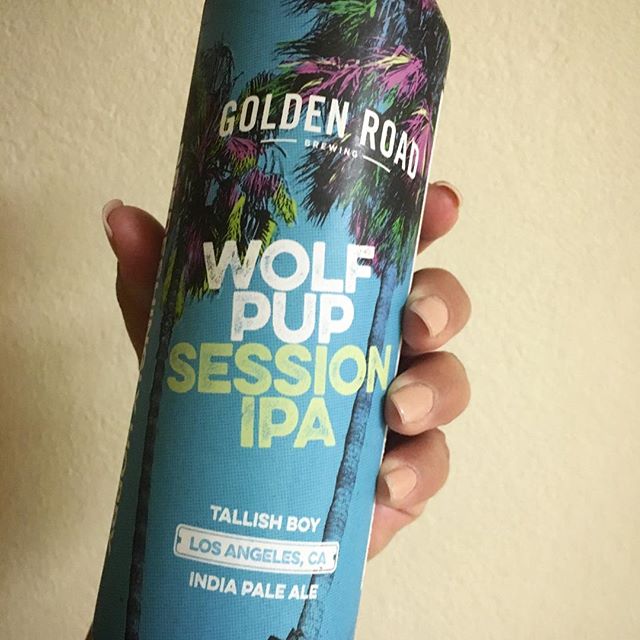 GOLDEN ROAD
BREWING
WOLF
PUP
SESSION
IPA
TALLISH BOY
LOS ANGELES, CA
INDIA PALE ALE